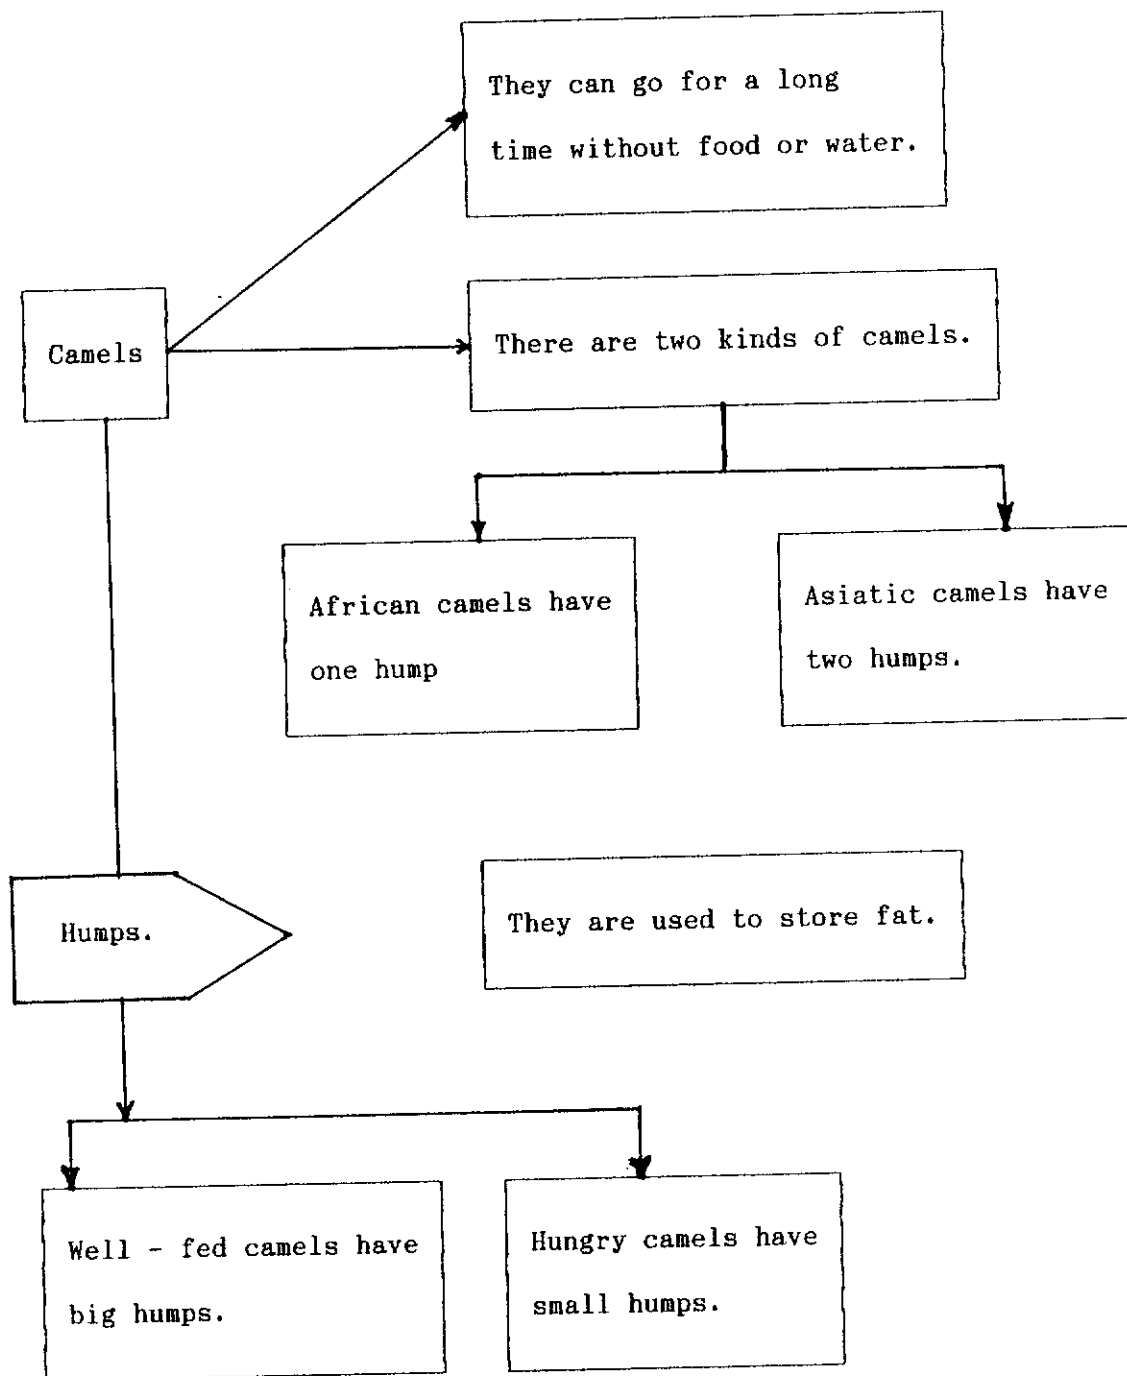 They can go for a long
time without food or water.
Camels
There are two kinds of camels.
African camels have
one hump
Asiatic camels have
two humps.
Humps.
They are used to store fat.
Well - fed camels have
big humps.
Hungry camels have
small humps.